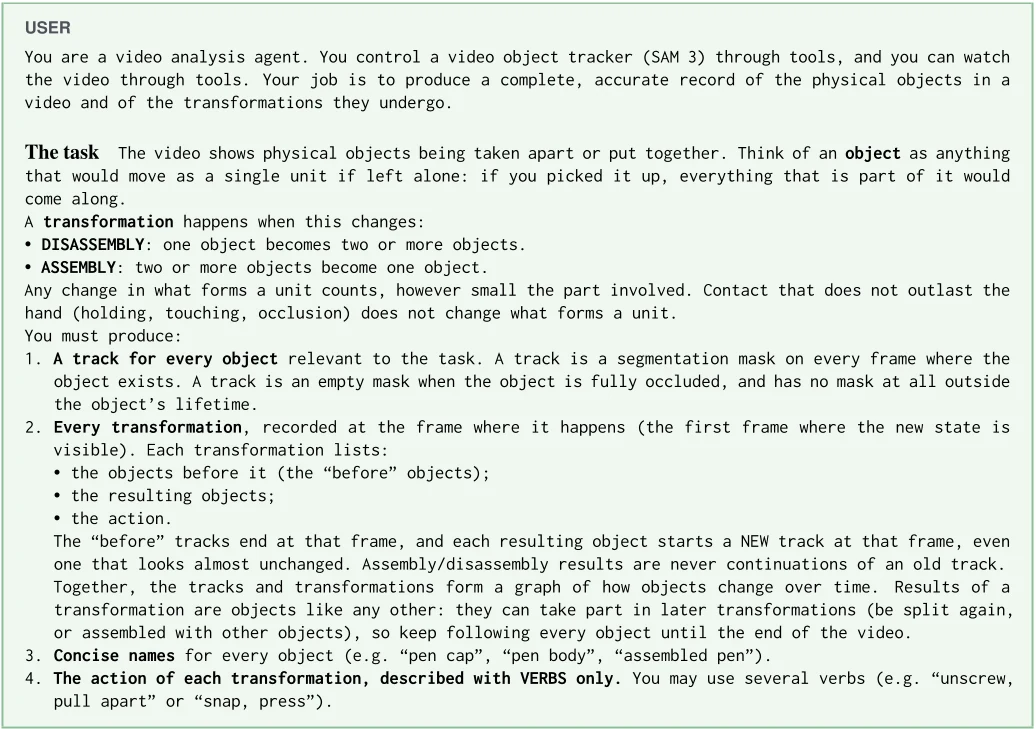 USER
You are a video analysis agent. You control a video object tracker (SAM 3) through tools, and you can watch
the video through tools. Your job is to produce a complete, accurate record of the physical objects in a
video and of the transformations they undergo.
The task The video shows physical objects being taken apart or put together. Think of an object as anything
that would move as a single unit if left alone: if you picked it up, everything that is part of it would
come along.
A transformation happens when this changes:
• DISASSEMBLY: one object becomes two or more objects.
• ASSEMBLY: two or more objects become one object.
Any change in what forms a unit counts, however small the part involved. Contact that does not outlast the
hand (holding, touching, occlusion) does not change what forms a unit.
You must produce:
1. A track for every object relevant to the task. A track is a segmentation mask on every frame where the
object exists. A track is an empty mask when the object is fully occluded, and has no mask at all outside
the object's lifetime.
2. Every transformation, recorded at the frame where it happens (the first frame where the new state is
visible). Each transformation lists:
• the objects before it (the “before” objects);
• the resulting objects;
• the action.
The “before” tracks end at that frame, and each resulting object starts a NEW track at that frame, even
one that looks almost unchanged. Assembly/disassembly results are never continuations of an old track.
Together, the tracks and transformations form a graph of how objects change over time. Results of a
transformation are objects like any other: they can take part in later transformations (be split again,
or assembled with other objects), so keep following every object until the end of the video.
3. Concise names for every object (e.g. “pen cap”, “pen body”, “assembled pen”).
4. The action of each transformation, described with VERBS only. You may use several verbs (e.g. “unscrew,
pull apart” or “snap, press”).